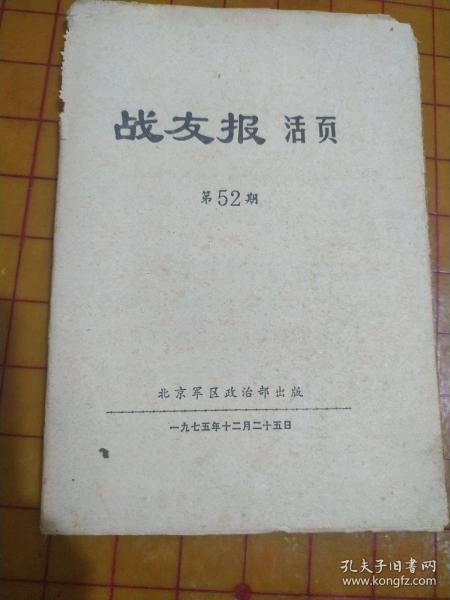 战友报 活页
第52期
北京军区政治部出版
一九七五年十二月二十五日
孔夫子旧书网
www.kongfz.com